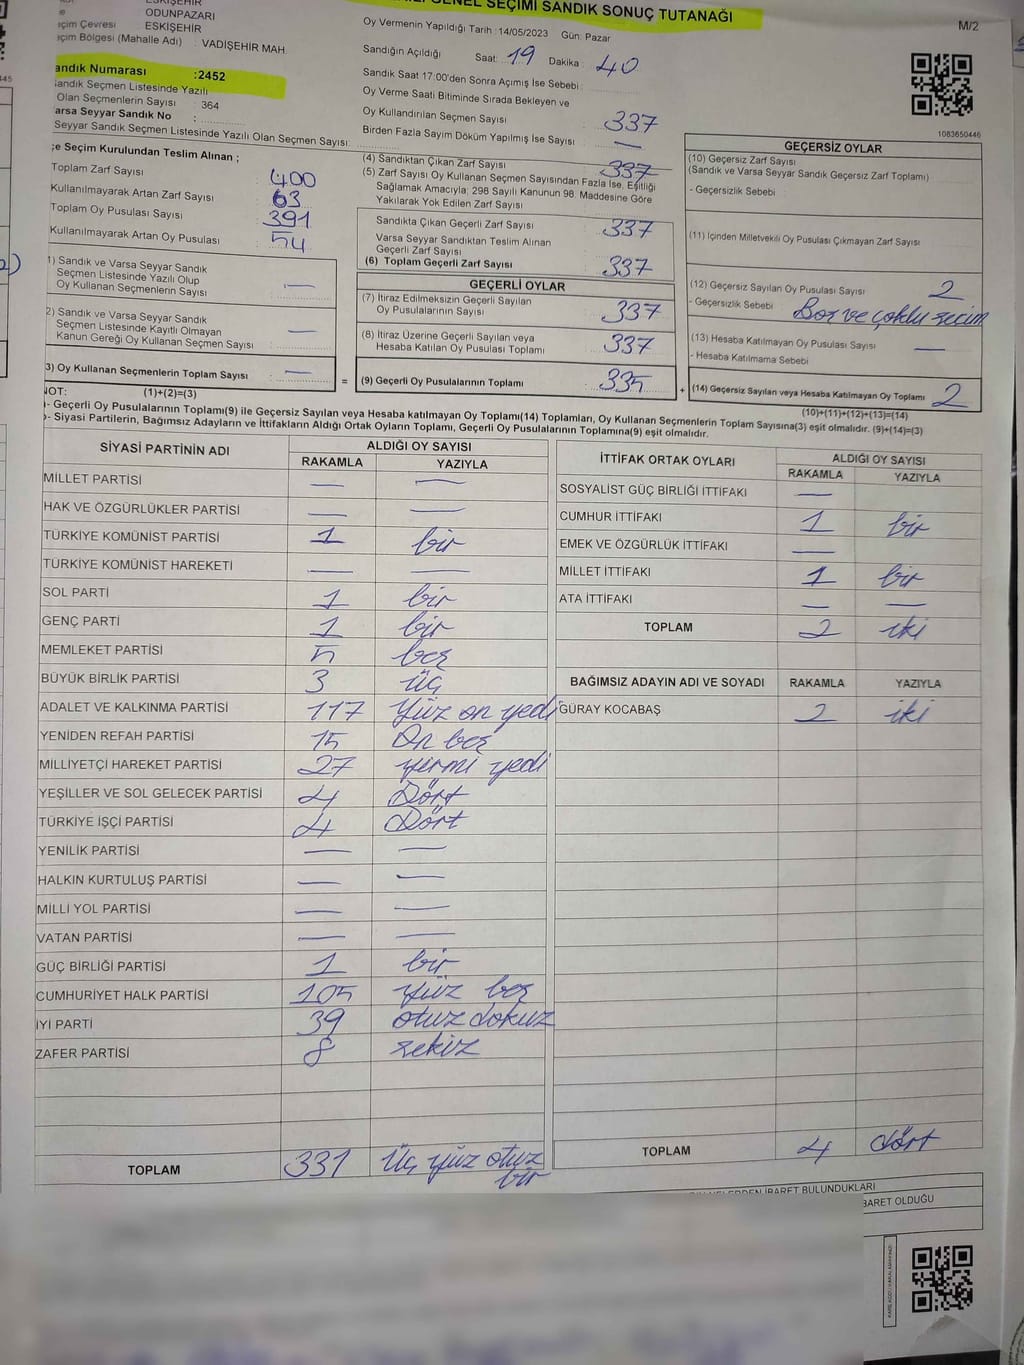 GENEL SEÇİMİ SANDIK SONUÇ TUTANAĞI
M/2
ESKİŞEHİR
ODUNPAZARI
eçim Çevresi ESKİŞEHİR
eçim Bölgesi (Mahalle Adı) : VADİŞEHİR MAH.
andık Numarası :2452
andık Seçmen Listesinde Yazılı
Olan Seçmenlerin Sayısı : 364
arsa Seyyar Sandık No :
Seyyar Sandık Seçmen Listesinde Yazılı Olan Seçmen Sayısı:
Oy Vermenin Yapıldığı Tarih : 14/05/2023 Gün: Pazar
Sandığın Açıldığı Saat: 19 Dakika : 40
Sandık Saat 17:00'den Sonra Açımış İse Sebebi :
Oy Verme Saati Bitiminde Sırada Bekleyen ve
Oy Kullandırılan Seçmen Sayısı 337
Birden Fazla Sayım Döküm Yapılmış İse Sayısı : —
1083650446
e Seçim Kurulundan Teslim Alınan ;
Toplam Zarf Sayısı : 400
Kullanılmayarak Artan Zarf Sayısı : 63
Toplam Oy Pusulası Sayısı : 391
Kullanılmayarak Artan Oy Pusulası : 54
1) Sandık ve Varsa Seyyar Sandık
Seçmen Listesinde Yazılı Olup
Oy Kullanan Seçmenlerin Sayısı : —
2) Sandık ve Varsa Seyyar Sandık
Seçmen Listesinde Kayıtlı Olmayan
Kanun Gereği Oy Kullanan Seçmen Sayısı : —
3) Oy Kullanan Seçmenlerin Toplam Sayısı : —
(4) Sandıktan Çıkan Zarf Sayısı 337
(5) Zarf Sayısı Oy Kullanan Seçmen Sayısından Fazla İse, Eşitliği
Sağlamak Amacıyla; 298 Sayılı Kanunun 98. Maddesine Göre
Yakılarak Yok Edilen Zarf Sayısı
Sandıkta Çıkan Geçerli Zarf Sayısı : 337
Varsa Seyyar Sandıktan Teslim Alınan
Geçerli Zarf Sayısı :
(6) Toplam Geçerli Zarf Sayısı : 337
GEÇERLİ OYLAR
(7) İtiraz Edilmeksizin Geçerli Sayılan
Oy Pusulalarının Sayısı : 337
(8) İtiraz Üzerine Geçerli Sayılan veya
Hesaba Katılan Oy Pusulası Toplamı : 337
= (9) Geçerli Oy Pusulalarının Toplamı : 335
GEÇERSİZ OYLAR
(10) Geçersiz Zarf Sayısı
(Sandık ve Varsa Seyyar Sandık Geçersiz Zarf Toplamı)
- Geçersizlik Sebebi :
(11) İçinden Milletvekili Oy Pusulası Çıkmayan Zarf Sayısı
(12) Geçersiz Sayılan Oy Pusulası Sayısı : 2
- Geçersizlik Sebebi : Boş ve çoklu seçim
(13) Hesaba Katılmayan Oy Pusulası Sayısı : —
- Hesaba Katılmama Sebebi :
+ (14) Geçersiz Sayılan veya Hesaba Katılmayan Oy Toplamı : 2
NOT: (1)+(2)=(3) (10)+(11)+(12)+(13)=(14)
- Geçerli Oy Pusulalarının Toplamı(9) ile Geçersiz Sayılan veya Hesaba katılmayan Oy Toplamı(14) Toplamları, Oy Kullanan Seçmenlerin Toplam Sayısına(3) eşit olmalıdır. (9)+(14)=(3)
- Siyasi Partilerin, Bağımsız Adayların ve İttifakların Aldığı Ortak Oyların Toplamı, Geçerli Oy Pusulalarının Toplamına(9) eşit olmalıdır.
SİYASİ PARTİNİN ADI ALDIĞI OY SAYISI
RAKAMLA YAZIYLA
MİLLET PARTİSİ — —
HAK VE ÖZGÜRLÜKLER PARTİSİ — —
TÜRKİYE KOMÜNİST PARTİSİ 1 bir
TÜRKİYE KOMÜNİST HAREKETİ — —
SOL PARTİ 1 bir
GENÇ PARTİ 1 bir
MEMLEKET PARTİSİ 5 beş
BÜYÜK BİRLİK PARTİSİ 3 üç
ADALET VE KALKINMA PARTİSİ 117 Yüz on yedi
YENİDEN REFAH PARTİSİ 15 On beş
MİLLİYETÇİ HAREKET PARTİSİ 27 yirmi yedi
YEŞİLLER VE SOL GELECEK PARTİSİ 4 Dört
TÜRKİYE İŞÇİ PARTİSİ 4 Dört
YENİLİK PARTİSİ — —
HALKIN KURTULUŞ PARTİSİ — —
MİLLİ YOL PARTİSİ — —
VATAN PARTİSİ — —
GÜÇ BİRLİĞİ PARTİSİ 1 bir
CUMHURİYET HALK PARTİSİ 105 yüz beş
İYİ PARTİ 39 otuz dokuz
ZAFER PARTİSİ 8 sekiz
TOPLAM 331 Üç yüz otuz
bir
İTTİFAK ORTAK OYLARI ALDIĞI OY SAYISI
RAKAMLA YAZIYLA
SOSYALİST GÜÇ BİRLİĞİ İTTİFAKI —
CUMHUR İTTİFAKI 1 bir
EMEK VE ÖZGÜRLÜK İTTİFAKI —
MİLLET İTTİFAKI 1 bir
ATA İTTİFAKI — —
TOPLAM 2 iki
BAĞIMSIZ ADAYIN ADI VE SOYADI RAKAMLA YAZIYLA
GÜRAY KOCABAŞ 2 iki
TOPLAM 4 dört
İBARET BULUNDUKLARI
BARET OLDUĞU